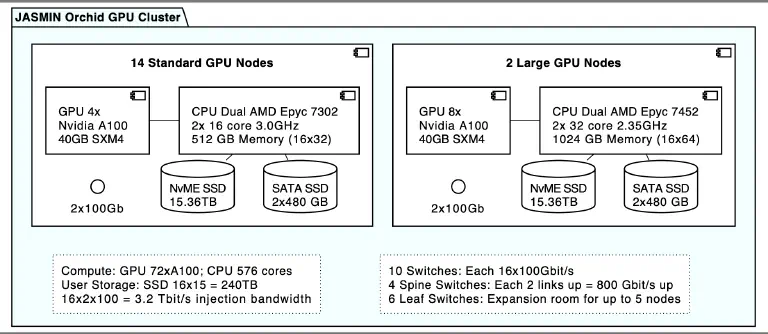 JASMIN Orchid GPU Cluster
14 Standard GPU Nodes
GPU 4x
Nvidia A100
40GB SXM4
CPU Dual AMD Epyc 7302
2x 16 core 3.0GHz
512 GB Memory (16x32)
NvME SSD
15.36TB
SATA SSD
2x480 GB
2x100Gb
2 Large GPU Nodes
GPU 8x
Nvidia A100
40GB SXM4
CPU Dual AMD Epyc 7452
2x 32 core 2.35GHz
1024 GB Memory (16x64)
NvME SSD
15.36TB
SATA SSD
2x480 GB
2x100Gb
Compute: GPU 72xA100; CPU 576 cores
User Storage: SSD 16x15 = 240TB
16x2x100 = 3.2 Tbit/s injection bandwidth
10 Switches: Each 16x100Gbit/s
4 Spine Switches: Each 2 links up = 800 Gbit/s up
6 Leaf Switches: Expansion room for up to 5 nodes